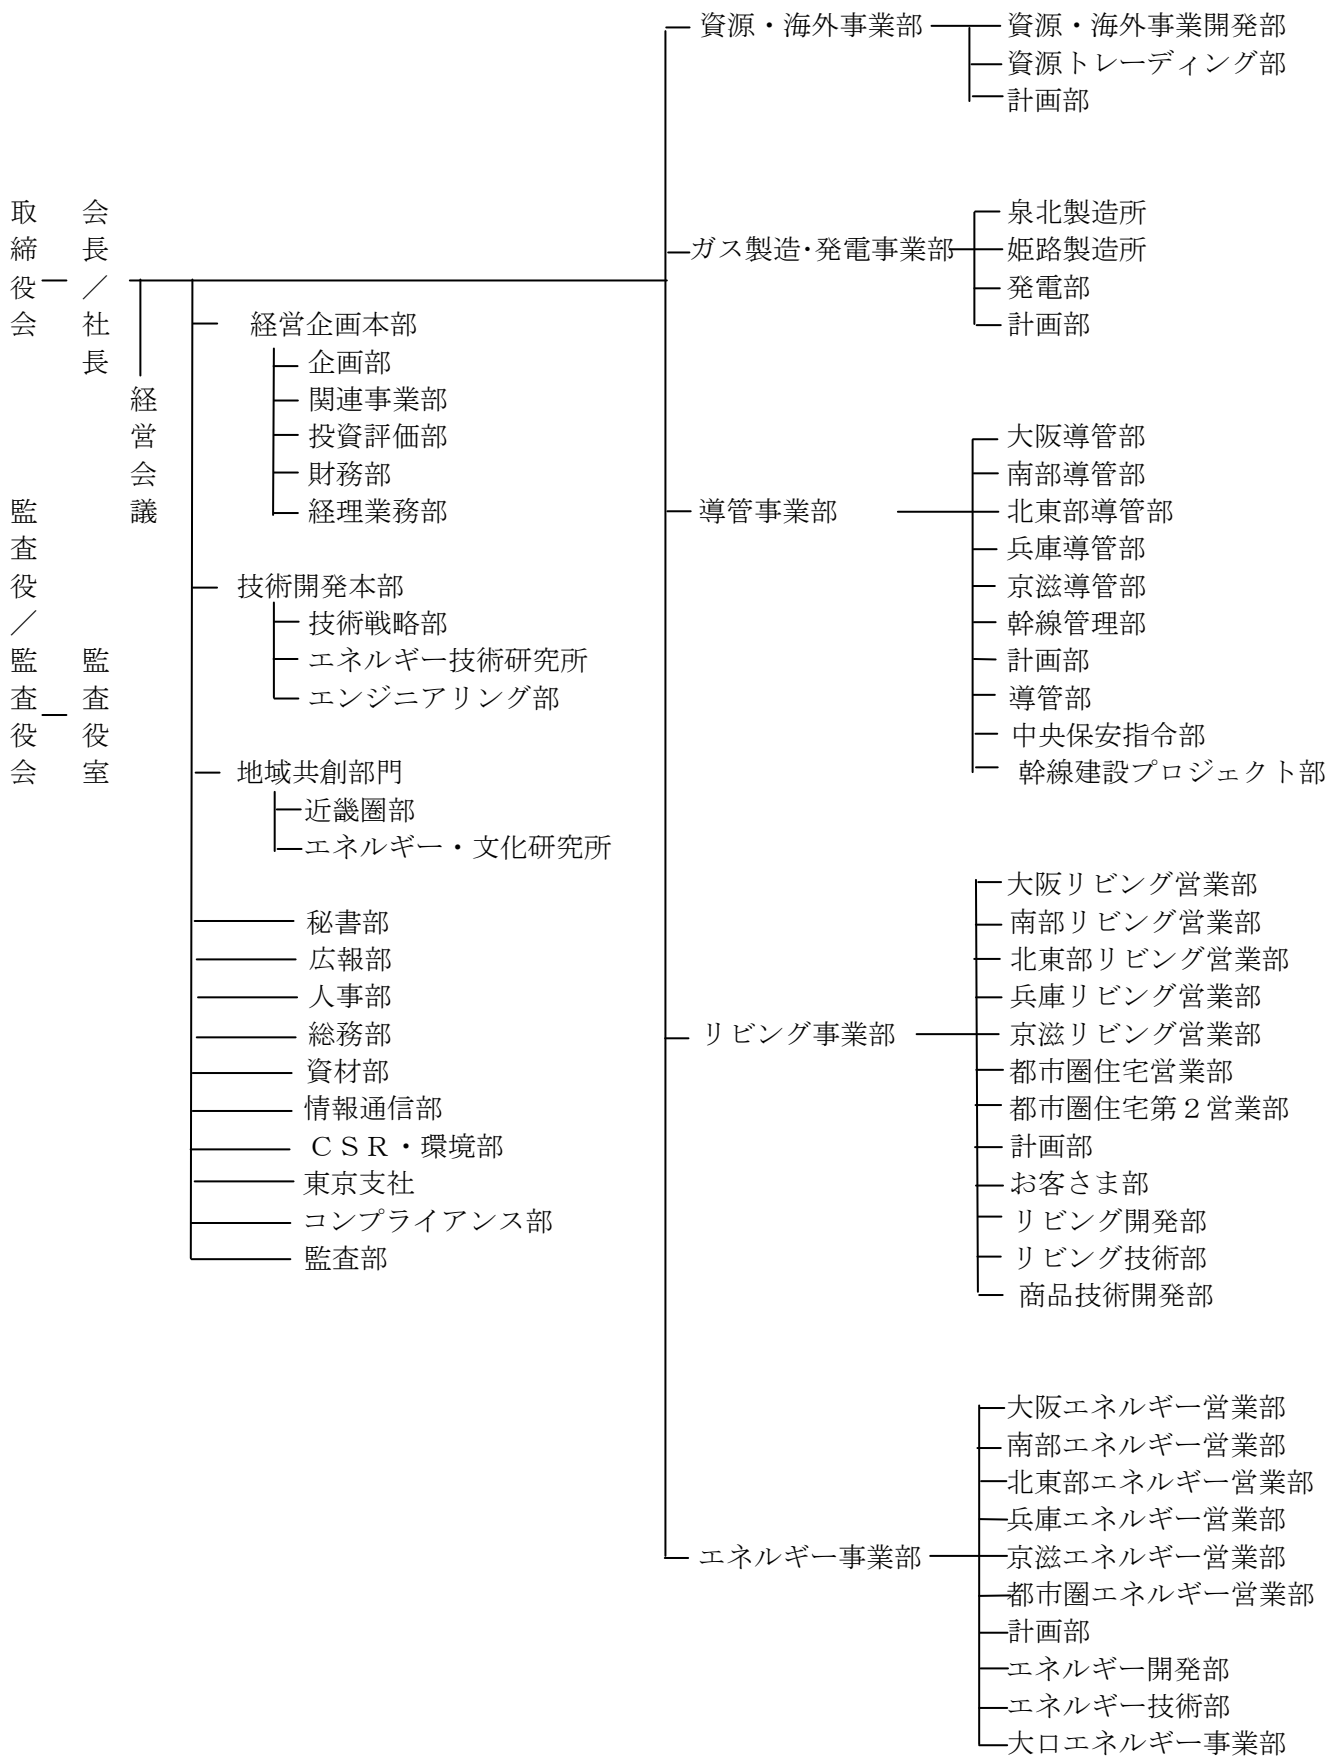 取締役会
会長／社長
経営会議
監査役／監査役会
監査役室
経営企画本部
企画部
関連事業部
投資評価部
財務部
経理業務部
技術開発本部
技術戦略部
エネルギー技術研究所
エンジニアリング部
地域共創部門
近畿圏部
エネルギー・文化研究所
秘書部
広報部
人事部
総務部
資材部
情報通信部
ＣＳＲ・環境部
東京支社
コンプライアンス部
監査部
資源・海外事業部
資源・海外事業開発部
資源トレーディング部
計画部
ガス製造・発電事業部
泉北製造所
姫路製造所
発電部
計画部
導管事業部
大阪導管部
南部導管部
北東部導管部
兵庫導管部
京滋導管部
幹線管理部
計画部
導管部
中央保安指令部
幹線建設プロジェクト部
リビング事業部
大阪リビング営業部
南部リビング営業部
北東部リビング営業部
兵庫リビング営業部
京滋リビング営業部
都市圏住宅営業部
都市圏住宅第２営業部
計画部
お客さま部
リビング開発部
リビング技術部
商品技術開発部
エネルギー事業部
大阪エネルギー営業部
南部エネルギー営業部
北東部エネルギー営業部
兵庫エネルギー営業部
京滋エネルギー営業部
都市圏エネルギー営業部
計画部
エネルギー開発部
エネルギー技術部
大口エネルギー事業部